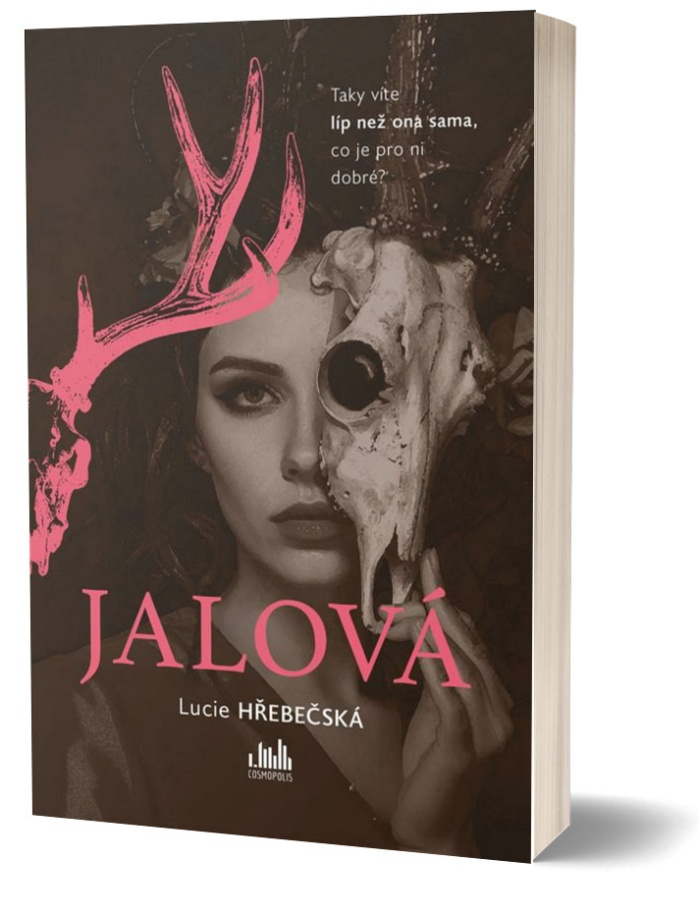 Taky víte
líp než ona sama,
co je pro ni
dobré?
JALOVÁ
Lucie HŘEBEČSKÁ
COSMOPOLIS